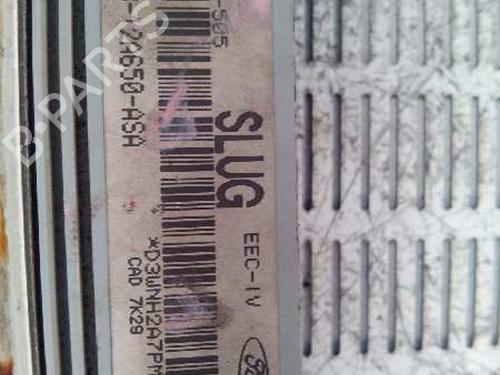 -505
SLUG
EEC-IV
-12A650-ASA
*D3WNH2A7PM
CAD 7K29
B-PARTS